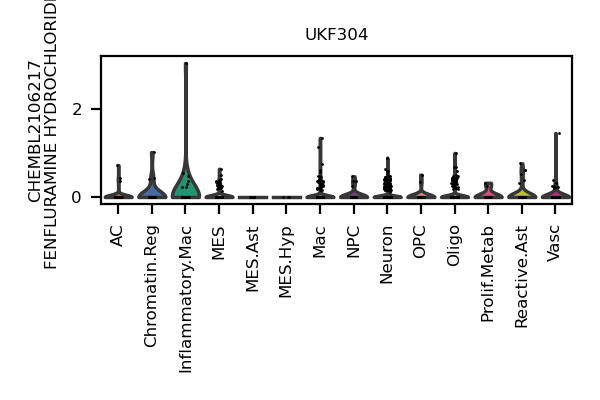 UKF304
CHEMBL2106217
FENFLURAMINE HYDROCHLORIDE
2
0
AC
Chromatin.Reg
Inflammatory.Mac
MES
MES.Ast
MES.Hyp
Mac
NPC
Neuron
OPC
Oligo
Prolif.Metab
Reactive.Ast
Vasc